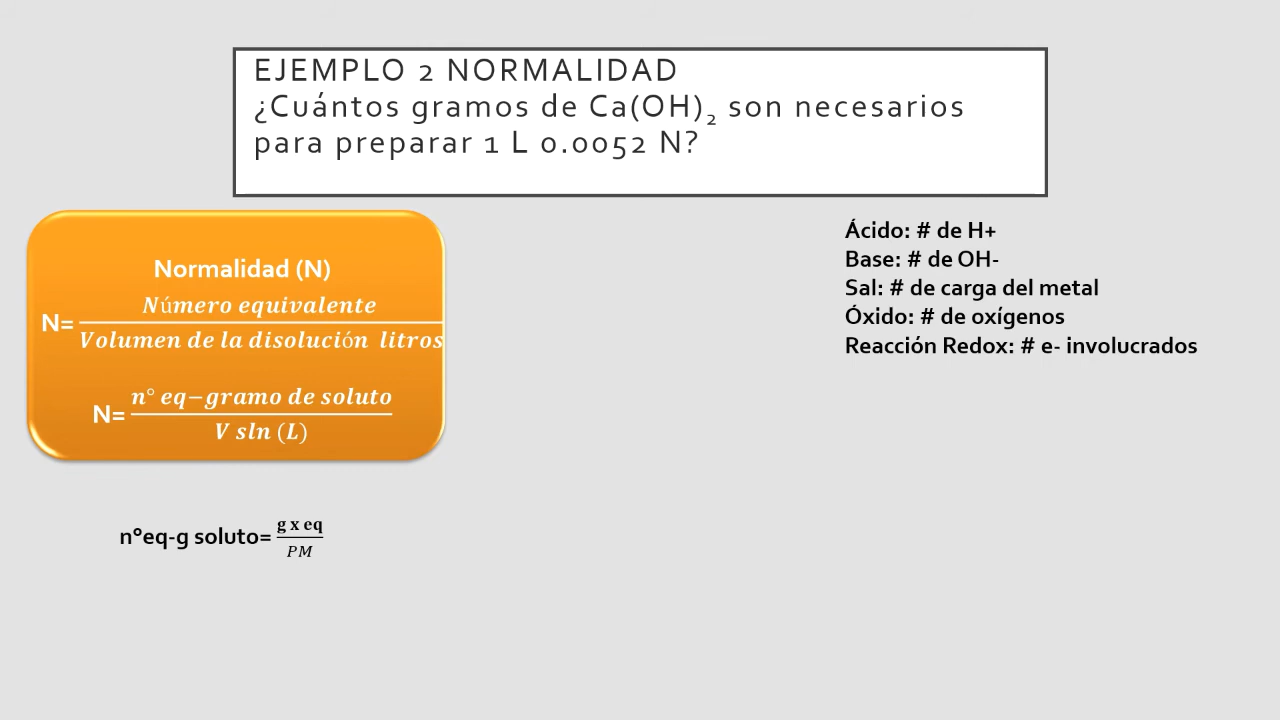 EJEMPLO 2 NORMALIDAD
¿Cuántos gramos de Ca(OH)₂ son necesarios
para preparar 1 L 0.0052 N?
Normalidad (N)
Número equivalente
N=
Volumen de la disolución litros
n° eq−gramo de soluto
N=
V sln (L)
Ácido: # de H+
Base: # de OH-
Sal: # de carga del metal
Óxido: # de oxígenos
Reacción Redox: # e- involucrados
g x eq
n°eq-g soluto=
PM